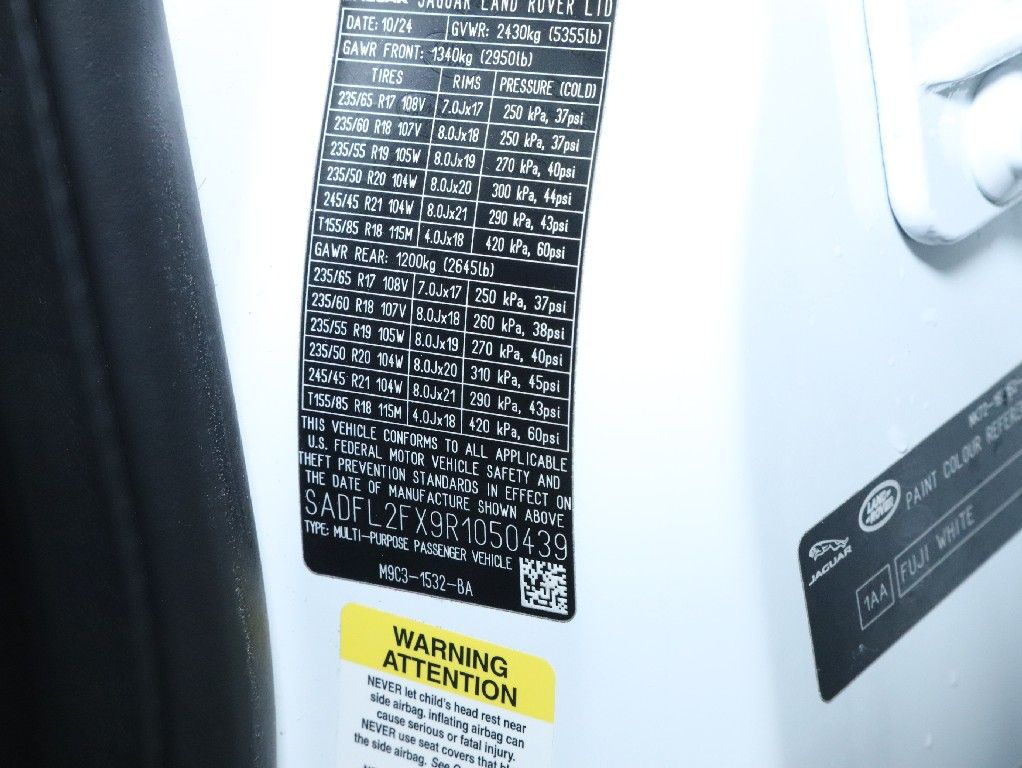 JAGUAR LAND ROVER LTD
DATE: 10/24 GVWR: 2430kg (5355lb)
GAWR FRONT: 1340kg (2950lb)
TIRES RIMS PRESSURE (COLD)
235/65 R17 108V 7.0Jx17 250 kPa, 37psi
235/60 R18 107V 8.0Jx18 250 kPa, 37psi
235/55 R19 105W 8.0Jx19 270 kPa, 40psi
235/50 R20 104W 8.0Jx20 300 kPa, 44psi
245/45 R21 104W 8.0Jx21 290 kPa, 43psi
T155/85 R18 115M 4.0Jx18 420 kPa, 60psi
GAWR REAR: 1200kg (2645lb)
235/65 R17 108V 7.0Jx17 250 kPa, 37psi
235/60 R18 107V 8.0Jx18 260 kPa, 38psi
235/55 R19 105W 8.0Jx19 270 kPa, 40psi
235/50 R20 104W 8.0Jx20 310 kPa, 45psi
245/45 R21 104W 8.0Jx21 290 kPa, 43psi
T155/85 R18 115M 4.0Jx18 420 kPa, 60psi
THIS VEHICLE CONFORMS TO ALL APPLICABLE
U.S. FEDERAL MOTOR VEHICLE SAFETY AND
THEFT PREVENTION STANDARDS IN EFFECT ON
THE DATE OF MANUFACTURE SHOWN ABOVE
SADFL2FX9R1050439
TYPE: MULTI-PURPOSE PASSENGER VEHICLE
M9C3-1532-BA
WARNING
ATTENTION
NEVER let child's head rest near
side airbag, inflating airbag can
cause serious or fatal injury.
NEVER use seat covers that
the side airbag. See
NEVER
LAND ROVER
PAINT COLOUR
JAGUAR
1AA FUJI WHITE